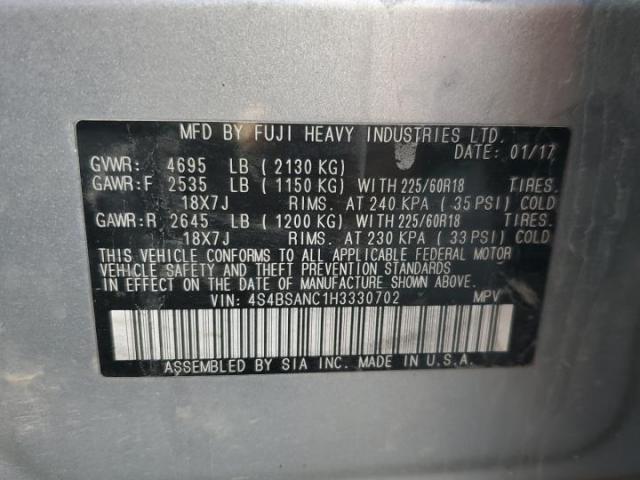 MFD BY FUJI HEAVY INDUSTRIES LTD.
DATE: 01/17
GVWR: 4695 LB ( 2130 KG)
GAWR:F 2535 LB ( 1150 KG) WITH 225/60R18 TIRES.
18X7J RIMS. AT 240 KPA ( 35 PSI) COLD
GAWR:R 2645 LB ( 1200 KG) WITH 225/60R18 TIRES.
18X7J RIMS. AT 230 KPA ( 33 PSI) COLD
THIS VEHICLE CONFORMS TO ALL APPLICABLE FEDERAL MOTOR
VEHICLE SAFETY AND THEFT PREVENTION STANDARDS IN
EFFECT ON THE DATE OF MANUFACTURE SHOWN ABOVE.
VIN: 4S4BSANC1H3330702 MPV
ASSEMBLED BY SIA INC. MADE IN U.S.A.